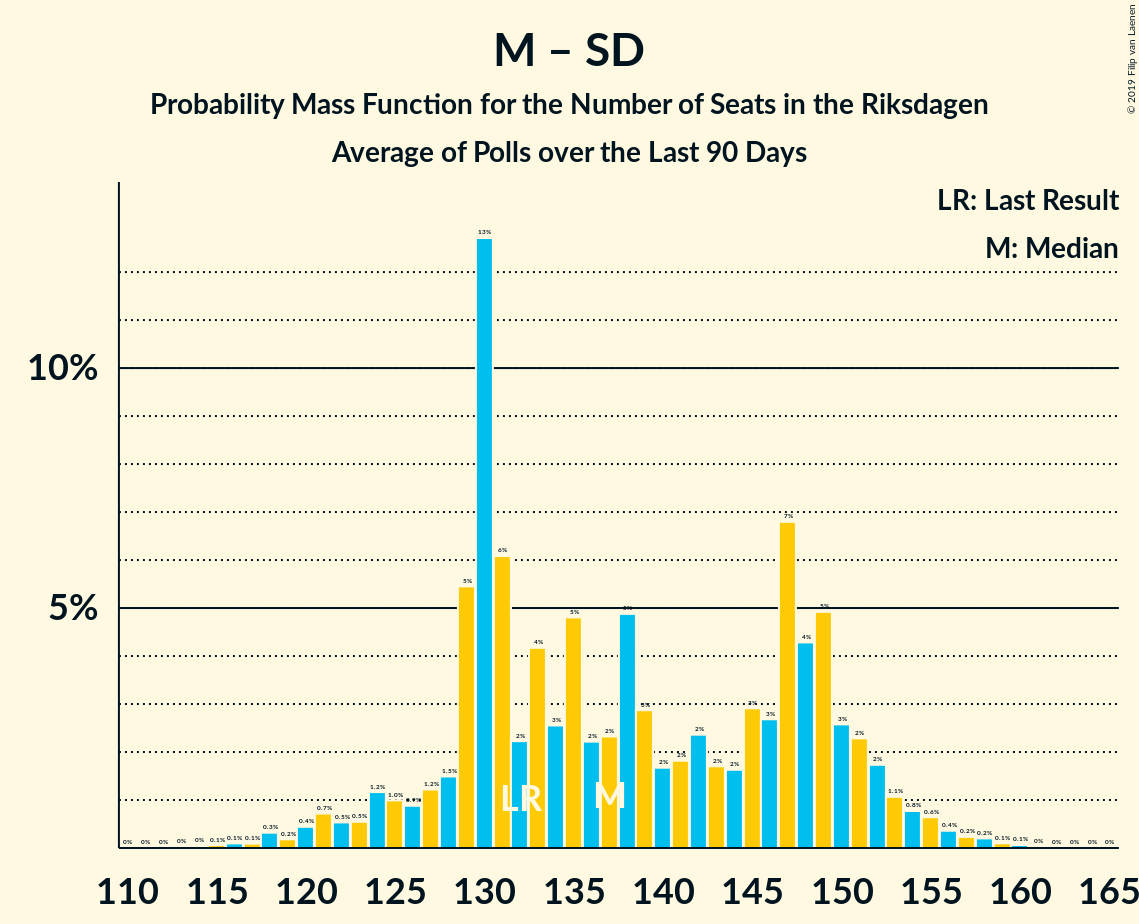 © 2019 Filip van Laenen
M – SD
Probability Mass Function for the Number of Seats in the Riksdagen
Average of Polls over the Last 90 Days
LR: Last Result
M: Median
10%
5%
0% 0% 0% 0% 0% 0.1% 0.1% 0.1% 0.3% 0.2% 0.4% 0.7% 0.5% 0.5% 1.2% 1.0% 0.9% 1.2% 1.5% 5% 13% 6% 2% 4% 3% 5% 2% 2% 5% 3% 2% 2% 2% 2% 2% 3% 3% 7% 4% 5% 3% 2% 2% 1.1% 0.8% 0.6% 0.4% 0.2% 0.2% 0.1% 0.1% 0% 0% 0% 0% 0%
LR M
110 115 120 125 130 135 140 145 150 155 160 165